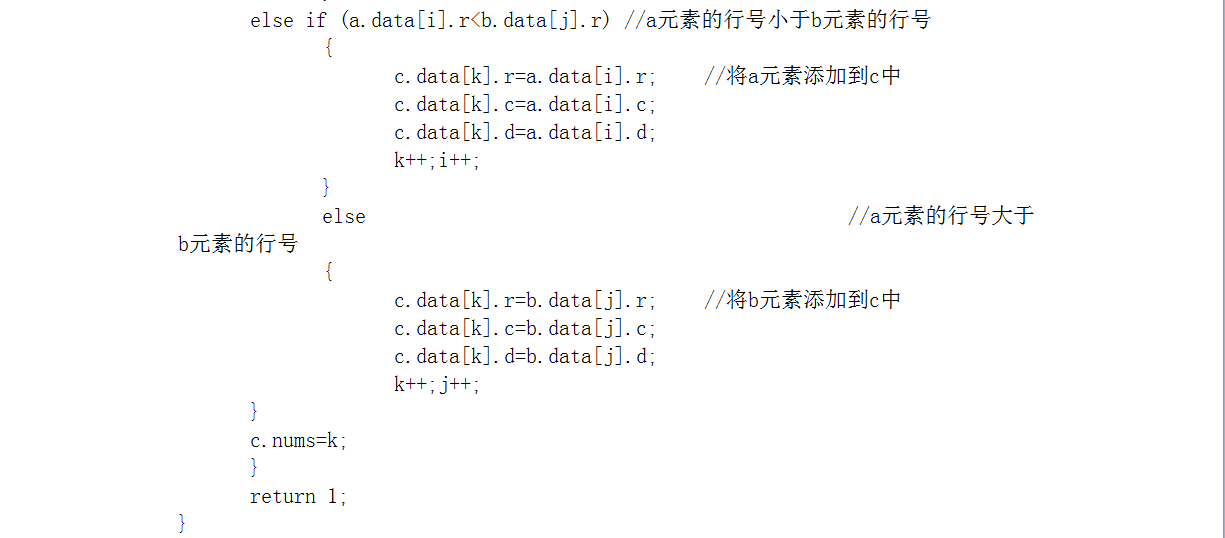 else if (a.data[i].r<b.data[j].r) //a元素的行号小于b元素的行号
{
c.data[k].r=a.data[i].r; //将a元素添加到c中
c.data[k].c=a.data[i].c;
c.data[k].d=a.data[i].d;
k++;i++;
}
else //a元素的行号大于
b元素的行号
{
c.data[k].r=b.data[j].r; //将b元素添加到c中
c.data[k].c=b.data[j].c;
c.data[k].d=b.data[j].d;
k++;j++;
}
c.nums=k;
}
return 1;
}